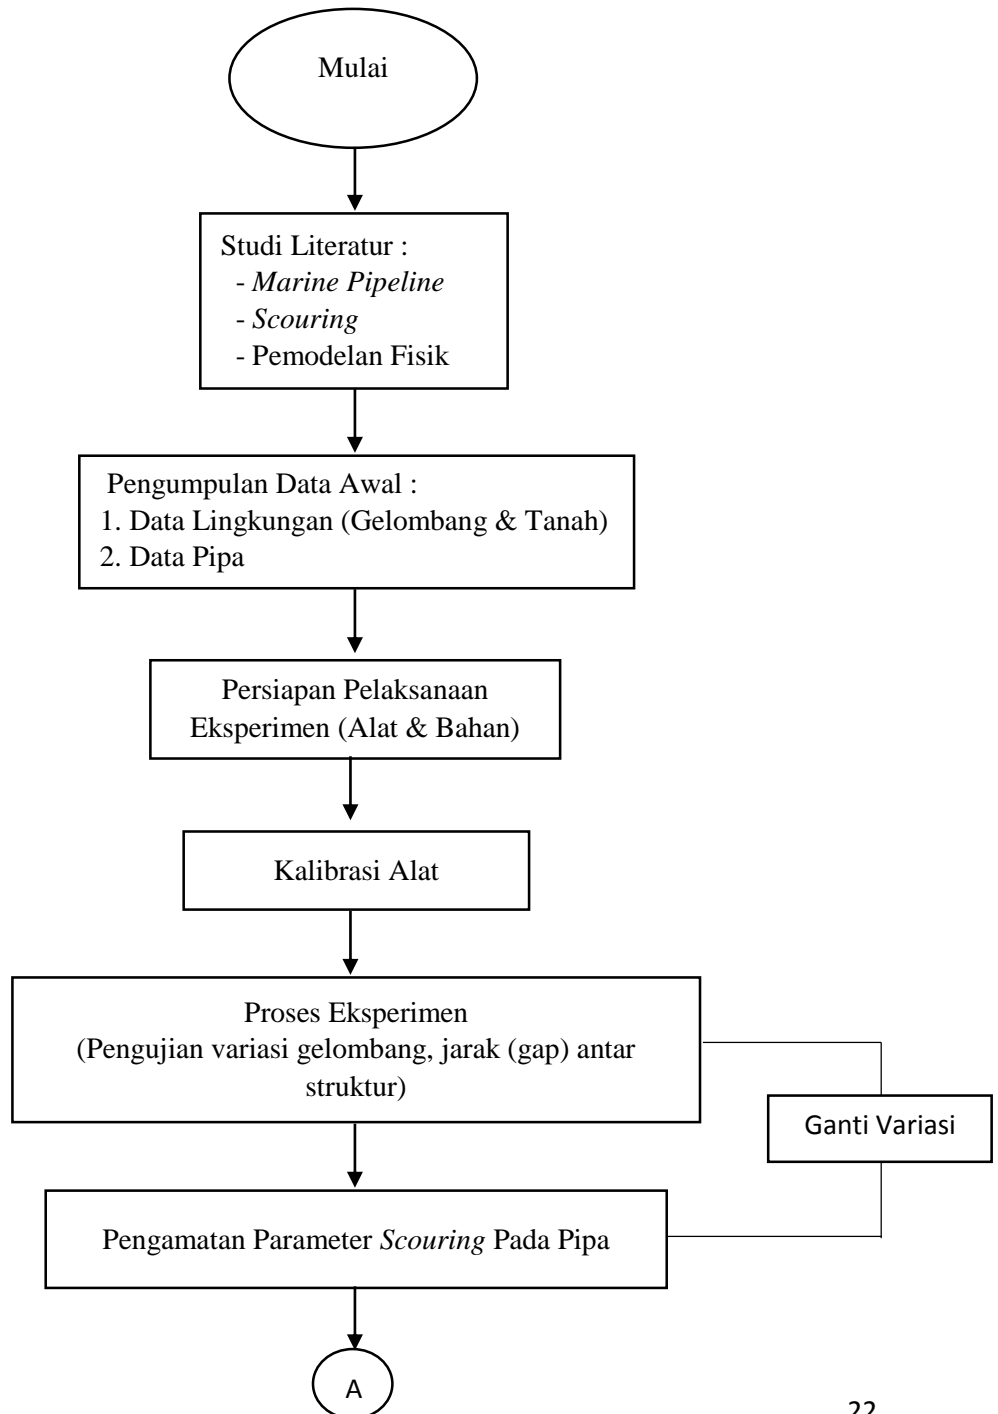 Mulai
Studi Literatur :
- Marine Pipeline
- Scouring
- Pemodelan Fisik
Pengumpulan Data Awal :
1. Data Lingkungan (Gelombang & Tanah)
2. Data Pipa
Persiapan Pelaksanaan
Eksperimen (Alat & Bahan)
Kalibrasi Alat
Proses Eksperimen
(Pengujian variasi gelombang, jarak (gap) antar
struktur)
Ganti Variasi
Pengamatan Parameter Scouring Pada Pipa
A
22